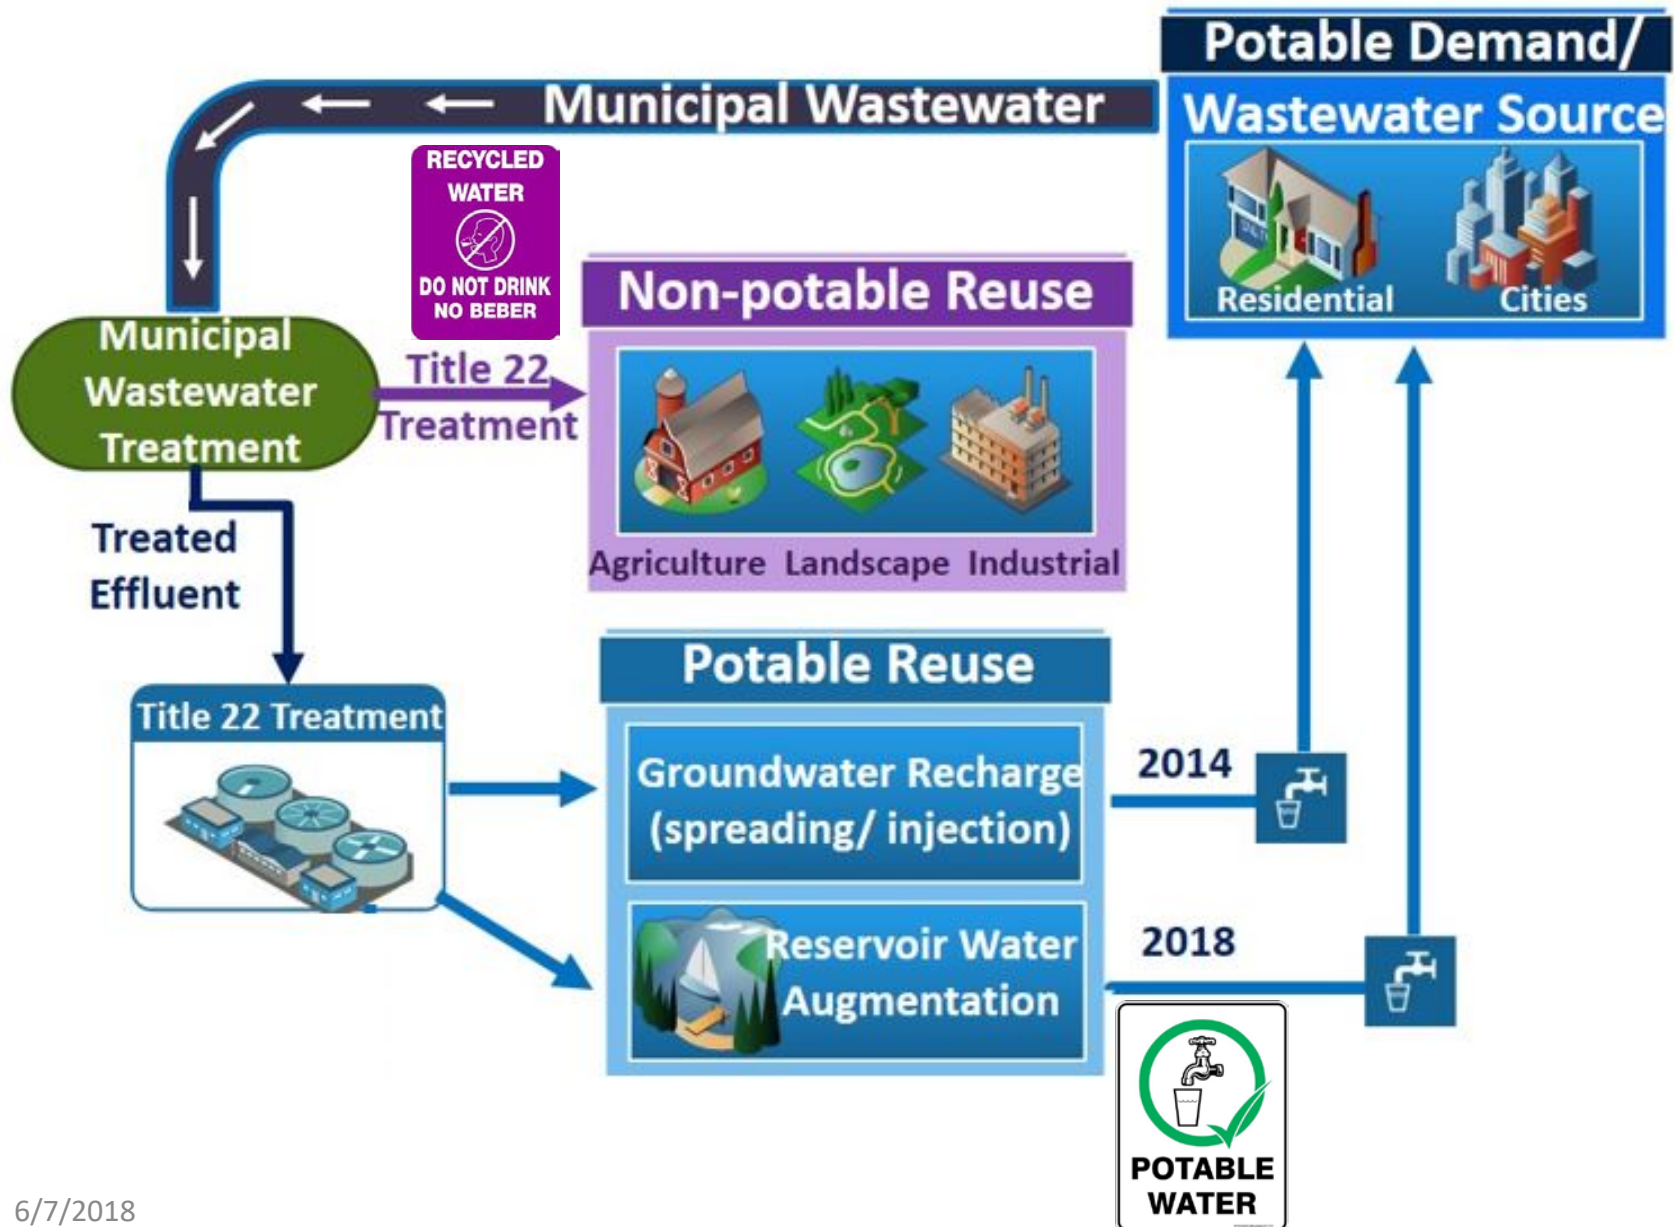 Potable Demand/
Wastewater Source
Residential
Cities
Municipal Wastewater
RECYCLED
WATER
DO NOT DRINK
NO BEBER
Municipal
Wastewater
Treatment
Title 22
Treatment
Non-potable Reuse
Agriculture Landscape Industrial
Treated
Effluent
Title 22 Treatment
Potable Reuse
Groundwater Recharge
(spreading/ injection)
2014
Reservoir Water
Augmentation
2018
POTABLE
WATER
6/7/2018